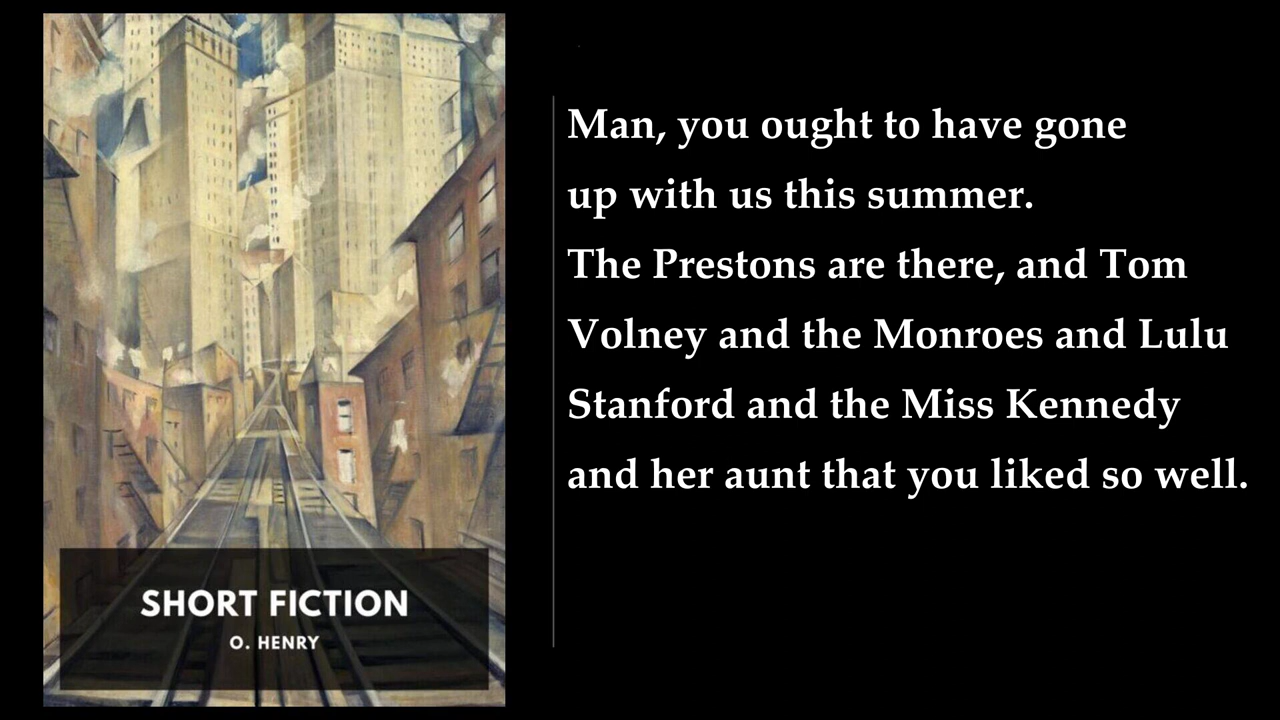 SHORT FICTION
O. HENRY
Man, you ought to have gone
up with us this summer.
The Prestons are there, and Tom
Volney and the Monroes and Lulu
Stanford and the Miss Kennedy
and her aunt that you liked so well.